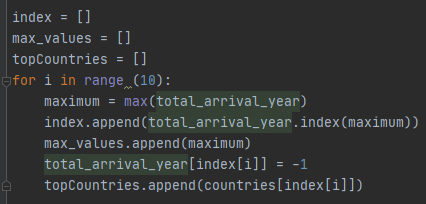 index = []
max_values = []
topCountries = []
for i in range (10):
    maximum = max(total_arrival_year)
    index.append(total_arrival_year.index(maximum))
    max_values.append(maximum)
    total_arrival_year[index[i]] = -1
    topCountries.append(countries[index[i]])